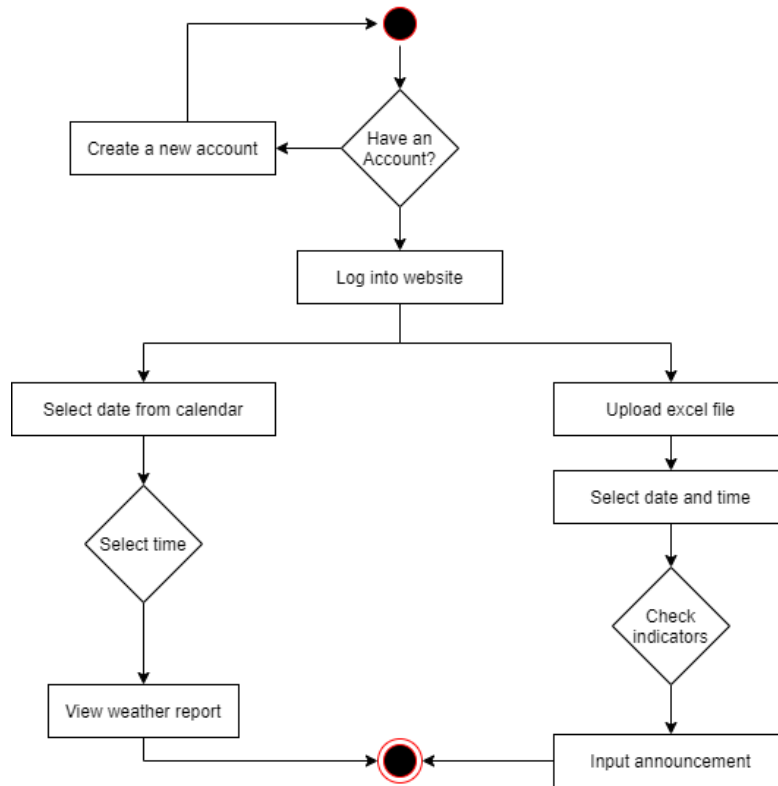 Have an
Account?
Create a new account
Log into website
Select date from calendar
Upload excel file
Select date and time
Select time
Check
indicators
View weather report
Input announcement